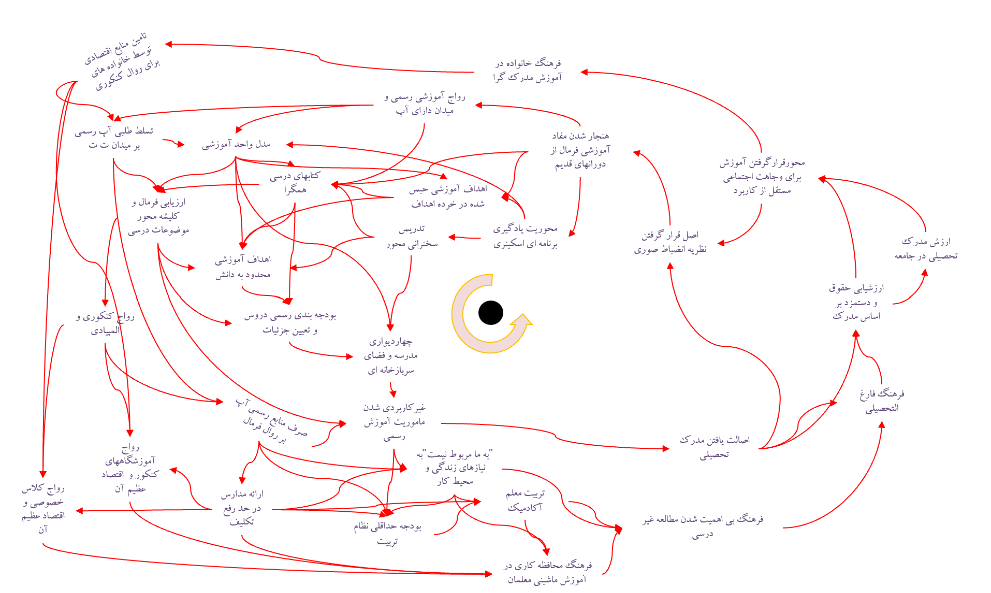 تامین منابع اقتصادی
توسط خانواده های
برای روال کنکوری
فرهنگ خانواده در
آموزش مدرک گرا
رواج آموزشی رسمی و
میدان دارای آپ
تسلط طلبی آپ رسمی
بر میدان ت ت
مدل واحد آموزشی
هنجار شدن مفاد
آموزشی فرمال از
دورانهای قدیم
محورقرارگرفتن آموزش
برای وجاهت اجتماعی
مستقل از کاربرد
کتابهای درسی
همگرا
اهداف آموزشی حبس
شده در خرده اهداف
ارزیابی فرمال و
کلیشه محور
موضوعات درسی
تدریس
سخنرانی محور
محوریت یادگیری
برنامه ای اسکینری
اصل قرار گرفتن
نظریه انضباط صوری
ارزش مدرک
تحصیلی در جامعه
اهداف آموزشی
محدود به دانش
ارزشیابی حقوق
و دستمزد بر
اساس مدرک
رواج کنکوری و
المپیادی
بودجه بندی رسمی دروس
و تعیین جزئیات
چهاردیواری
مدرسه و فضای
سربازخانه ای
فرهنگ فارغ
التحصیلی
صرف منابع رسمی آپ
بر روال فرمال
غیرکاربردی شدن
ماموریت آموزش
رسمی
اصالت یافتن مدرک
تحصیلی
رواج
آموزشگاههای
کنکور و اقتصاد
عظیم آن
"به ما مربوط نیست"به
نیازهای زندگی و
محیط کار
رواج کلاس
خصوصی و
اقتصاد عظیم
آن
ارائه مدارس
در حد رفع
تکلیف
تربیت معلم
آکادمیک
بودجه حداقلی نظام
تربیت
فرهنگ بی اهمیت شدن مطالعه غیر
درسی
فرهنگ محافظه کاری در
آموزش ماشینی معلمان